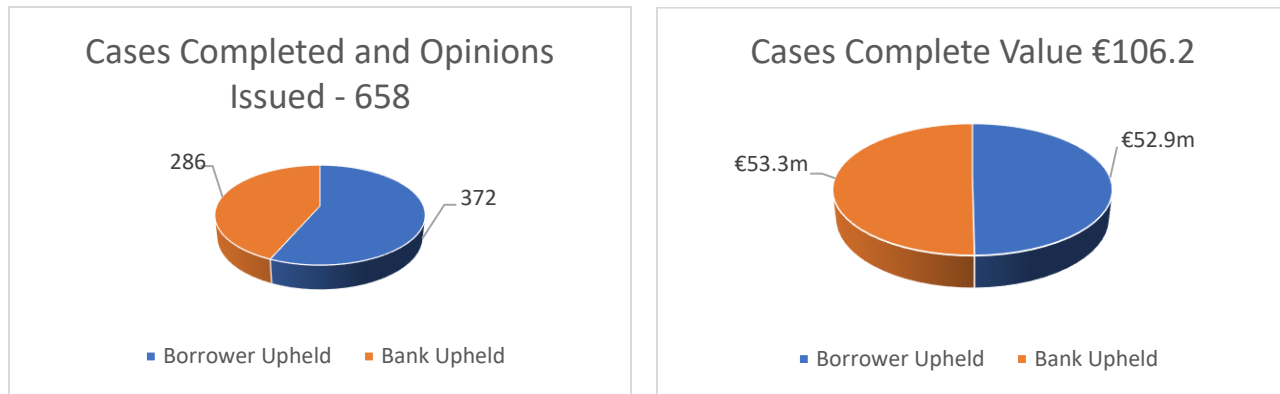 Cases Completed and Opinions
Issued - 658
286
372
Borrower Upheld
Bank Upheld
Cases Complete Value €106.2
€53.3m
€52.9m
Borrower Upheld
Bank Upheld